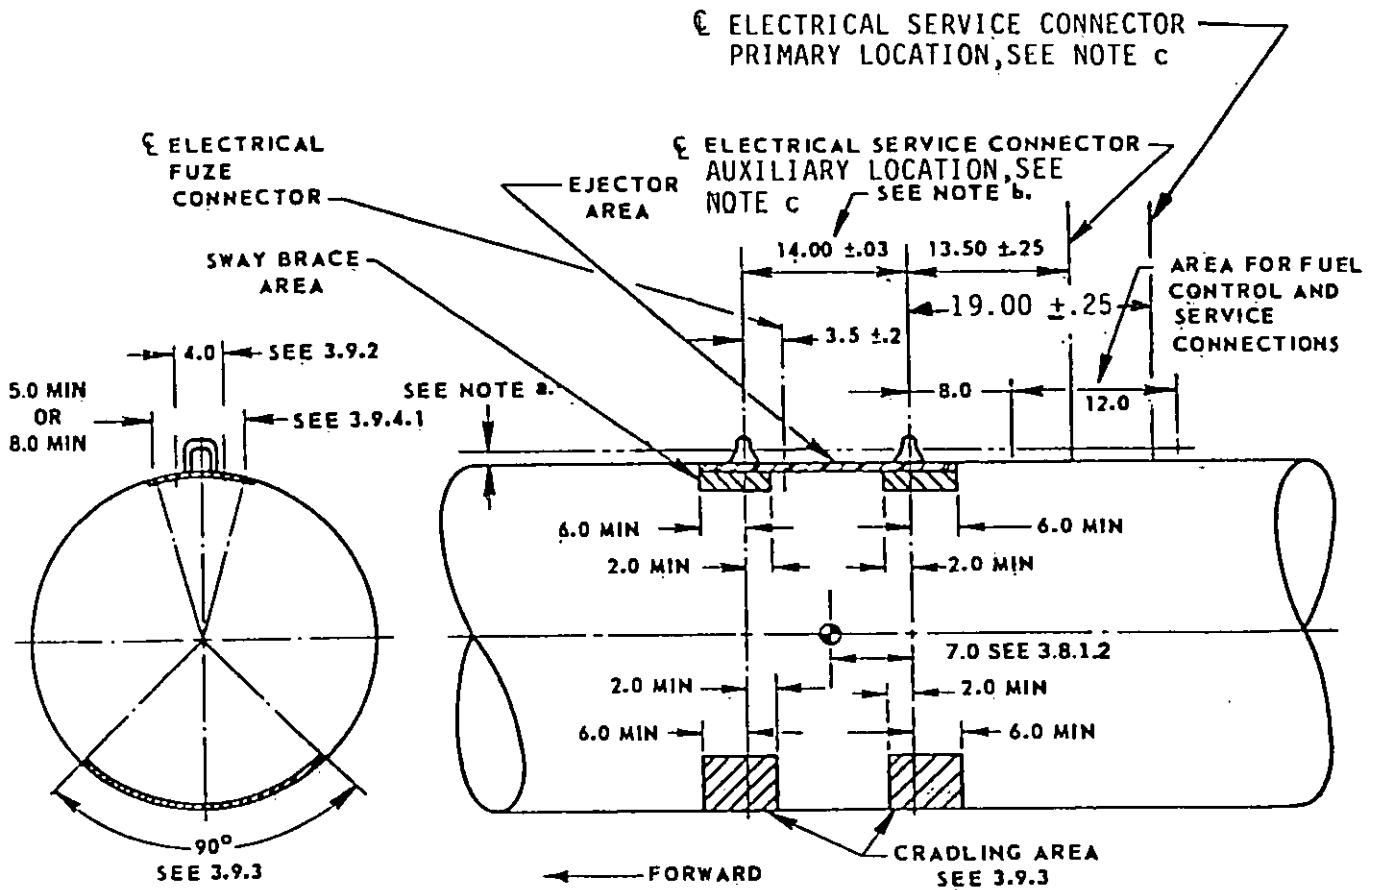 ℄ ELECTRICAL SERVICE CONNECTOR
PRIMARY LOCATION, SEE NOTE c
℄ ELECTRICAL
FUZE
CONNECTOR
℄ ELECTRICAL SERVICE CONNECTOR
AUXILIARY LOCATION, SEE
NOTE c
SEE NOTE b.
EJECTOR
AREA
SWAY BRACE
AREA
14.00 ±.03
13.50 ±.25
AREA FOR FUEL
CONTROL AND
SERVICE
CONNECTIONS
19.00 ±.25
3.5 ±.2
4.0
SEE 3.9.2
5.0 MIN
OR
8.0 MIN
SEE 3.9.4.1
SEE NOTE a.
8.0
12.0
6.0 MIN
6.0 MIN
2.0 MIN
2.0 MIN
7.0 SEE 3.8.1.2
2.0 MIN
2.0 MIN
6.0 MIN
6.0 MIN
90°
SEE 3.9.3
FORWARD
CRADLING AREA
SEE 3.9.3